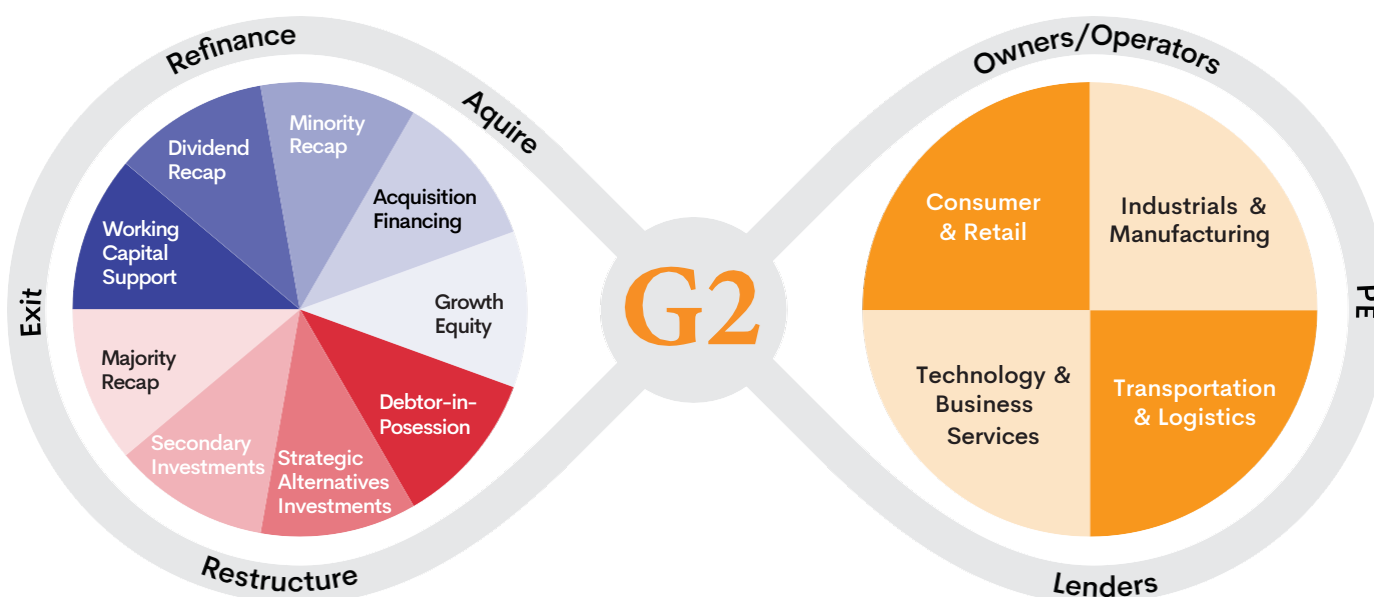 Refinance
Aquire
Exit
Restructure
Minority
Recap
Dividend
Recap
Acquisition
Financing
Working
Capital
Support
Growth
Equity
Majority
Recap
Debtor-in-
Posession
Secondary
Investments
Strategic
Alternatives
Investments
G2
Owners/Operators
PE
Lenders
Consumer
& Retail
Industrials &
Manufacturing
Technology &
Business
Services
Transportation
& Logistics